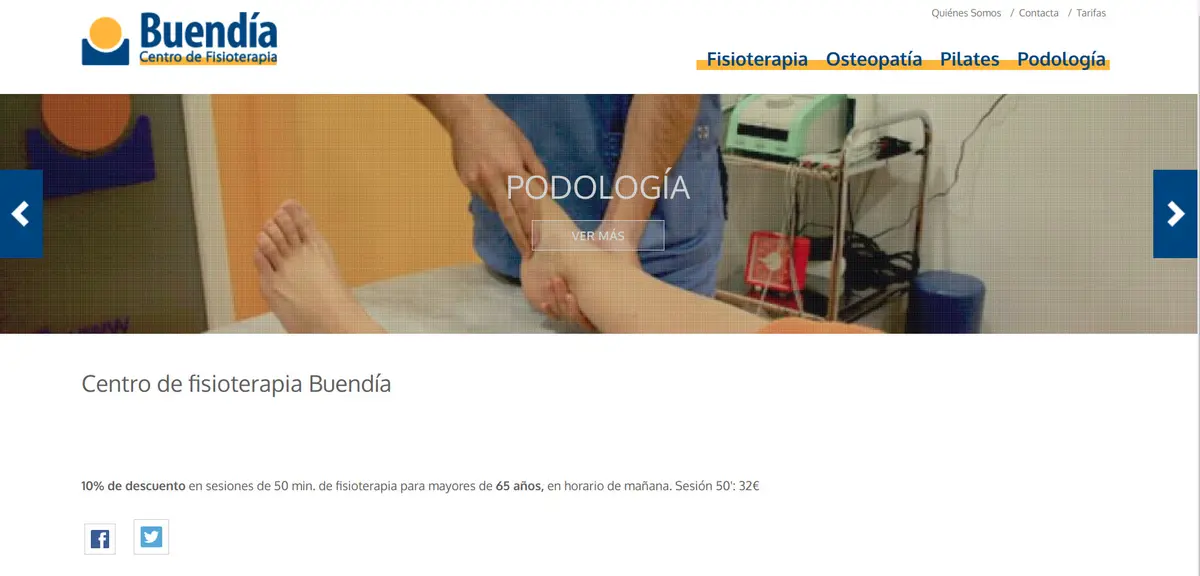 Buendía
Centro de Fisioterapia
Quiénes Somos / Contacta / Tarifas
Fisioterapia Osteopatía Pilates Podología
PODOLOGÍA
VER MÁS
Centro de fisioterapia Buendía
10% de descuento en sesiones de 50 min. de fisioterapia para mayores de 65 años, en horario de mañana. Sesión 50': 32€